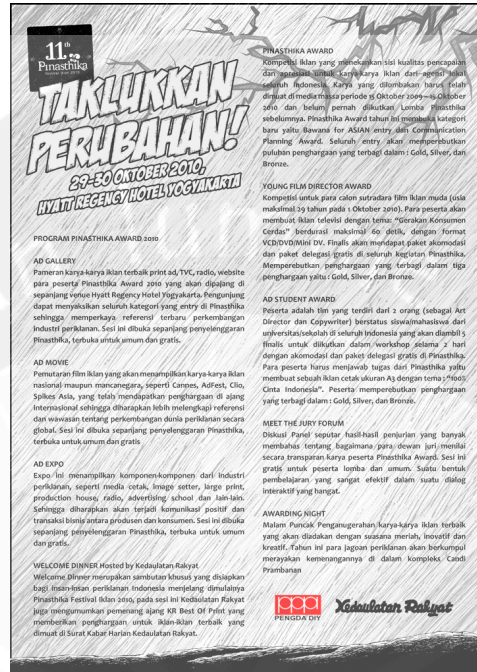 11.th
Pinasthika
TAKLUKKAN
PERUBAHAN!
29-30 OKTOBER 2010,
HYATT REGENCY HOTEL YOGYAKARTA
PROGRAM PINASTHIKA AWARD 2010
AD GALLERY
Pameran karya-karya iklan terbaik print ad, TVC, radio, website
para peserta Pinasthika Award 2010 yang akan dipajang di
sepanjang venue Hyatt Regency Hotel Yogyakarta. Pengunjung
dapat menyaksikan seluruh kategori yang entry di Pinasthika
sehingga memperkaya referensi terbaru perkembangan
industri periklanan. Sesi ini dibuka sepanjang penyelenggaran
Pinasthika, terbuka untuk umum dan gratis.
AD MOVIE
Pemutaran film iklan yang akan menampilkan karya-karya iklan
nasional maupun mancanegara, seperti Cannes, AdFest, Clio,
Spikes Asia, yang telah mendapatkan penghargaan di ajang
internasional sehingga diharapkan lebih melengkapi referensi
dan wawasan tentang perkembangan dunia periklanan secara
global. Sesi ini dibuka sepanjang penyelenggaran Pinasthika,
terbuka untuk umum dan gratis
AD EXPO
Expo ini menampilkan komponen-komponen dari industri
periklanan, seperti media cetak, image setter, large print,
production house, radio, advertising school dan lain-lain.
Sehingga diharapkan akan terjadi komunikasi positif dan
transaksi bisnis antara produsen dan konsumen. Sesi ini dibuka
sepanjang penyelenggaran Pinasthika, terbuka untuk umum
dan gratis.
WELCOME DINNER Hosted by Kedaulatan Rakyat
Welcome Dinner merupakan sambutan khusus yang disiapkan
bagi insan-insan periklanan Indonesia menjelang dimulainya
Pinasthika Festival Iklan 2010, pada sesi ini Kedaulatan Rakyat
juga mengumumkan pemenang ajang KR Best Of Print yang
memberikan penghargaan untuk iklan-iklan terbaik yang
dimuat di Surat Kabar Harian Kedaulatan Rakyat.
PINASTHIKA AWARD
Kompetisi iklan yang menekankan sisi kualitas pencapaian
dan apresiasi untuk karya-karya iklan dari agensi lokal
seluruh Indonesia. Karya yang dilombakan harus telah
dimuat di media massa periode 15 Oktober 2009 - 15 Oktober
2010 dan belum pernah diikutkan Lomba Pinasthika
sebelumnya. Pinasthika Award tahun ini membuka kategori
baru yaitu Bawana for ASIAN entry dan Communication
Planning Award. Seluruh entry akan memperebutkan
puluhan penghargaan yang terbagi dalam : Gold, Silver, dan
Bronze.
YOUNG FILM DIRECTOR AWARD
Kompetisi untuk para calon sutradara film iklan muda (usia
maksimal 29 tahun pada 1 Oktober 2010). Para peserta akan
membuat iklan televisi dengan tema: "Gerakan Konsumen
Cerdas" berdurasi maksimal 60 detik, dengan format
VCD/DVD/Mini DV. Finalis akan mendapat paket akomodasi
dan paket delegasi gratis di seluruh kegiatan Pinasthika.
Memperebutkan penghargaan yang terbagi dalam tiga
penghargaan yaitu : Gold, Silver, dan Bronze.
AD STUDENT AWARD
Peserta adalah tim yang terdiri dari 2 orang (sebagai Art
Director dan Copywriter) berstatus siswa/mahasiswa dari
universitas/sekolah di seluruh Indonesia yang akan diambil 5
finalis untuk diikutkan dalam workshop selama 2 hari
dengan akomodasi dan paket delegasi gratis di Pinasthika.
Para peserta harus menjawab tugas dari Pinasthika yaitu
membuat sebuah iklan cetak ukuran A3 dengan tema : "100%
Cinta Indonesia". Peserta memperebutkan penghargaan
yang terbagi dalam : Gold, Silver, dan Bronze.
MEET THE JURY FORUM
Diskusi Panel seputar hasil-hasil penjurian yang banyak
membahas tentang bagaimana para dewan juri menilai
secara transparan karya peserta Pinasthika Award. Sesi ini
gratis untuk peserta lomba dan umum. Suatu bentuk
pembelajaran yang sangat efektif dalam suatu dialog
interaktif yang hangat.
AWARDING NIGHT
Malam Puncak Penganugerahan karya-karya iklan terbaik
yang akan diadakan dengan suasana meriah, inovatif dan
kreatif. Tahun ini para jagoan periklanan akan berkumpul
merayakan kemenangannya di dalam kompleks Candi
Prambanan
PENGDA DIY
Kedaulatan Rakyat